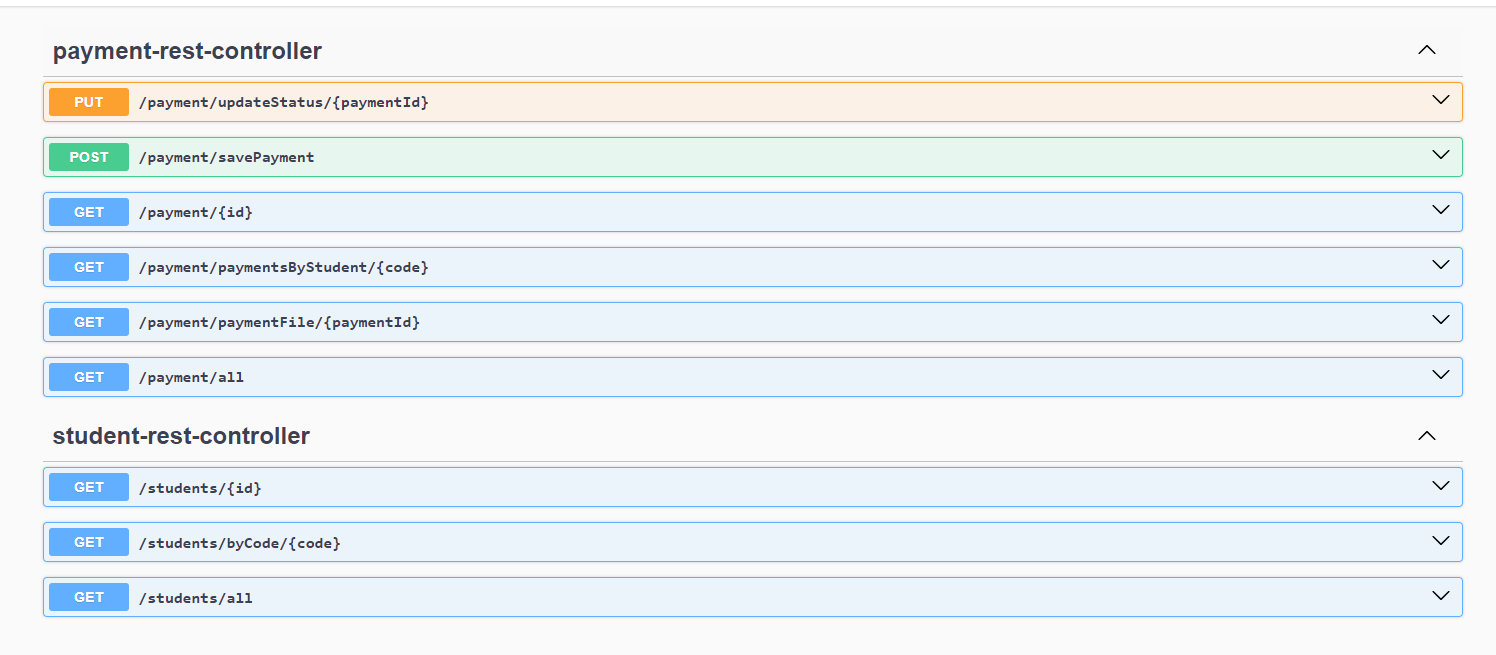 payment-rest-controller
PUT /payment/updateStatus/{paymentId}
POST /payment/savePayment
GET /payment/{id}
GET /payment/paymentsByStudent/{code}
GET /payment/paymentFile/{paymentId}
GET /payment/all
student-rest-controller
GET /students/{id}
GET /students/byCode/{code}
GET /students/all